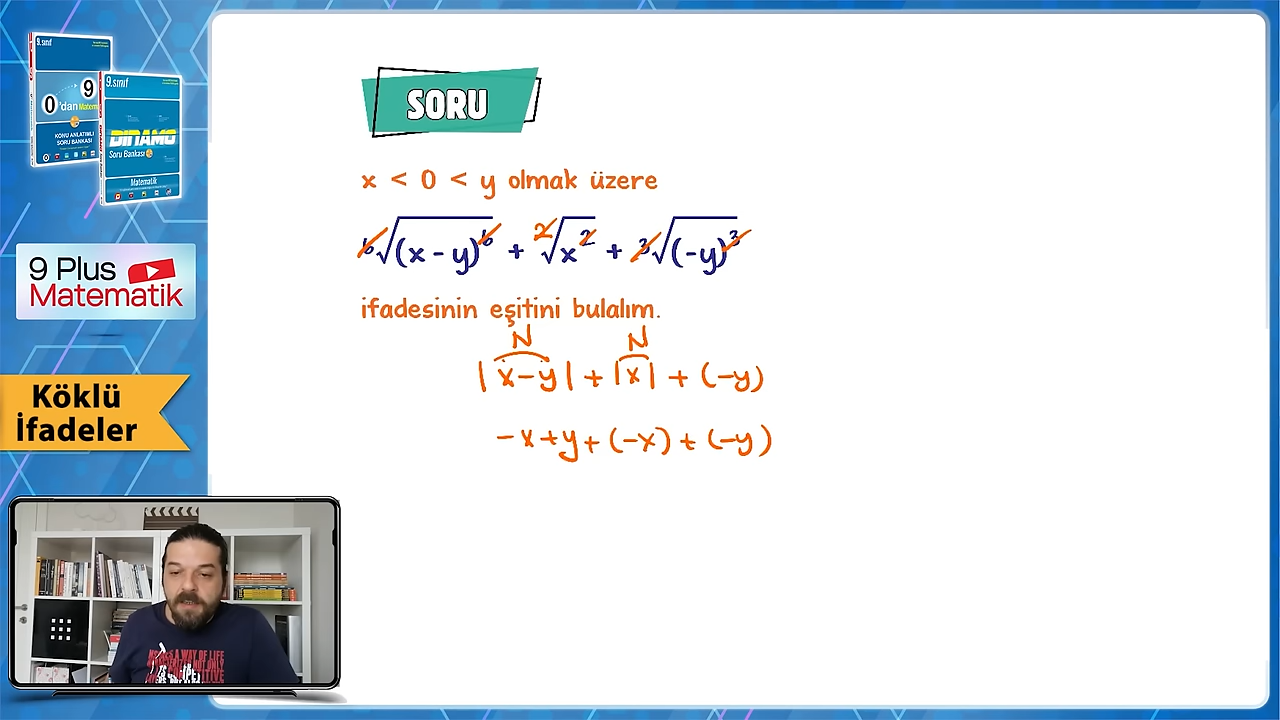 9.sınıf
0'dan 9 Matematik
KONU ANLATIMLI
SORU BANKASI
9.sınıf
DİNAMO
Soru Bankası
Matematik
9 Plus
Matematik
Köklü
İfadeler
SORU
x < 0 < y olmak üzere
⁶√(x - y)⁶ + ²√x² + ³√(-y)³
ifadesinin eşitini bulalım.
N N
|x-y| + |x| + (-y)
-x+y+(-x)+(-y)